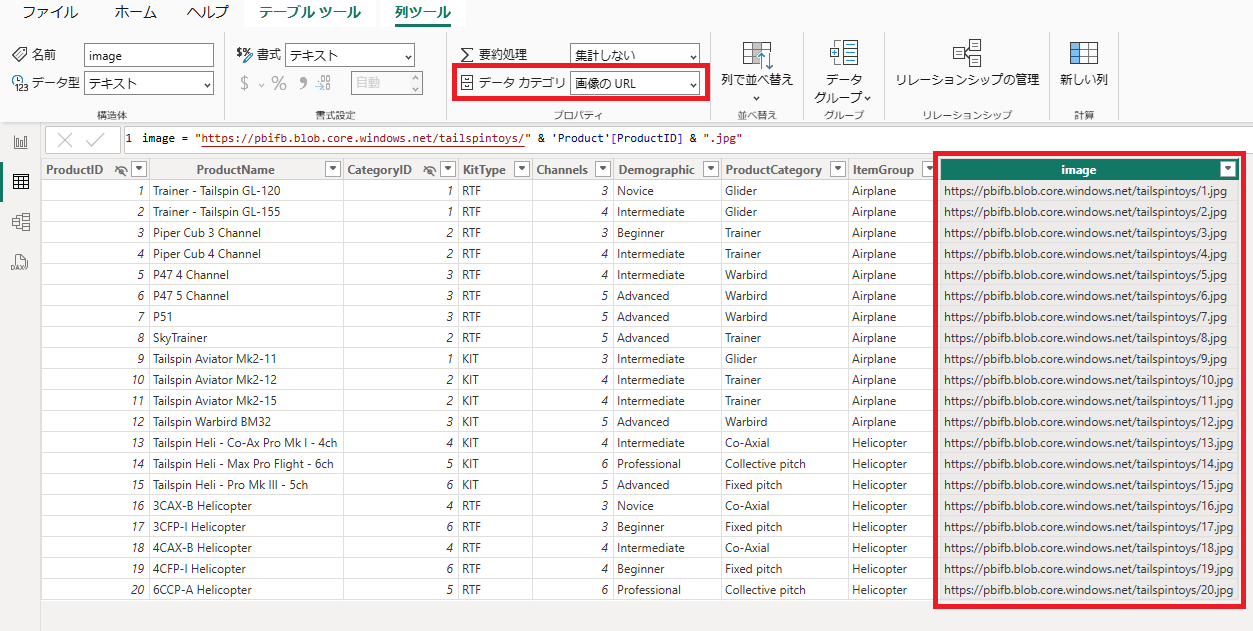 ファイル ホーム ヘルプ テーブル ツール 列ツール
名前 image
データ型 テキスト
構造体
書式 テキスト
$ % 9 自動
書式設定
要約処理 集計しない
データ カテゴリ 画像の URL
プロパティ
列で並べ替え
並べ替え
データ
グループ
グループ
リレーションシップの管理
リレーションシップ
新しい列
計算
1 image = "https://pbifb.blob.core.windows.net/tailspintoys/" & 'Product'[ProductID] & ".jpg"
ProductID ProductName CategoryID KitType Channels Demographic ProductCategory ItemGroup image
1 Trainer - Tailspin GL-120 1 RTF 3 Novice Glider Airplane https://pbifb.blob.core.windows.net/tailspintoys/1.jpg
2 Trainer - Tailspin GL-155 1 RTF 4 Intermediate Glider Airplane https://pbifb.blob.core.windows.net/tailspintoys/2.jpg
3 Piper Cub 3 Channel 2 RTF 3 Beginner Trainer Airplane https://pbifb.blob.core.windows.net/tailspintoys/3.jpg
4 Piper Cub 4 Channel 2 RTF 4 Intermediate Trainer Airplane https://pbifb.blob.core.windows.net/tailspintoys/4.jpg
5 P47 4 Channel 3 RTF 4 Intermediate Warbird Airplane https://pbifb.blob.core.windows.net/tailspintoys/5.jpg
6 P47 5 Channel 3 RTF 5 Advanced Warbird Airplane https://pbifb.blob.core.windows.net/tailspintoys/6.jpg
7 P51 3 RTF 5 Advanced Warbird Airplane https://pbifb.blob.core.windows.net/tailspintoys/7.jpg
8 SkyTrainer 2 RTF 5 Advanced Trainer Airplane https://pbifb.blob.core.windows.net/tailspintoys/8.jpg
9 Tailspin Aviator Mk2-11 1 KIT 3 Intermediate Glider Airplane https://pbifb.blob.core.windows.net/tailspintoys/9.jpg
10 Tailspin Aviator Mk2-12 2 KIT 4 Intermediate Trainer Airplane https://pbifb.blob.core.windows.net/tailspintoys/10.jpg
11 Tailspin Aviator Mk2-15 2 KIT 4 Intermediate Trainer Airplane https://pbifb.blob.core.windows.net/tailspintoys/11.jpg
12 Tailspin Warbird BM32 3 KIT 5 Advanced Warbird Airplane https://pbifb.blob.core.windows.net/tailspintoys/12.jpg
13 Tailspin Heli - Co-Ax Pro Mk I - 4ch 4 KIT 4 Intermediate Co-Axial Helicopter https://pbifb.blob.core.windows.net/tailspintoys/13.jpg
14 Tailspin Heli - Max Pro Flight - 6ch 5 KIT 6 Professional Collective pitch Helicopter https://pbifb.blob.core.windows.net/tailspintoys/14.jpg
15 Tailspin Heli - Pro Mk III - 5ch 6 KIT 5 Advanced Fixed pitch Helicopter https://pbifb.blob.core.windows.net/tailspintoys/15.jpg
16 3CAX-B Helicopter 4 RTF 3 Novice Co-Axial Helicopter https://pbifb.blob.core.windows.net/tailspintoys/16.jpg
17 3CFP-I Helicopter 6 RTF 3 Beginner Fixed pitch Helicopter https://pbifb.blob.core.windows.net/tailspintoys/17.jpg
18 4CAX-B Helicopter 4 RTF 4 Intermediate Co-Axial Helicopter https://pbifb.blob.core.windows.net/tailspintoys/18.jpg
19 4CFP-I Helicopter 6 RTF 4 Beginner Fixed pitch Helicopter https://pbifb.blob.core.windows.net/tailspintoys/19.jpg
20 6CCP-A Helicopter 5 RTF 6 Professional Collective pitch Helicopter https://pbifb.blob.core.windows.net/tailspintoys/20.jpg